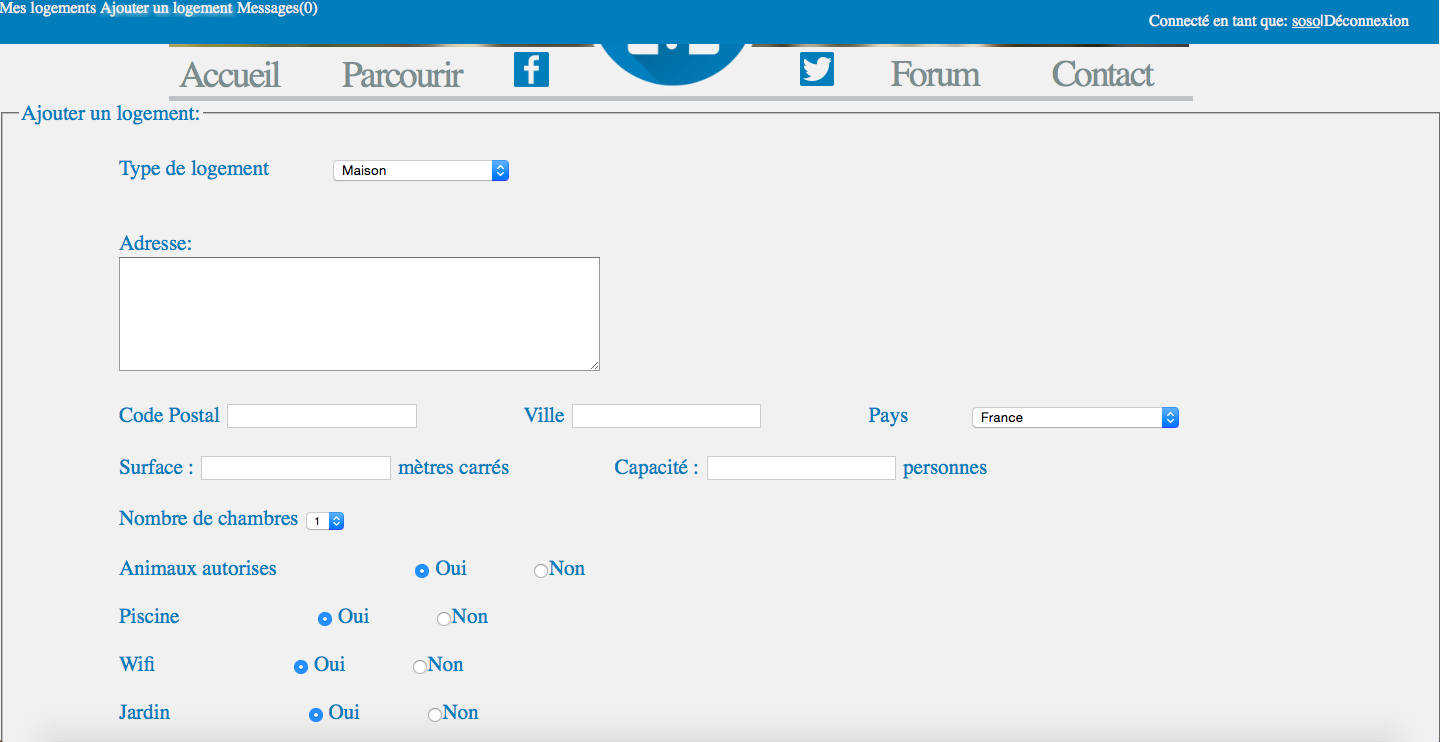 Mes logements Ajouter un logement Messages(0)
Connecté en tant que: soso|Déconnexion
Accueil Parcourir Forum Contact
Ajouter un logement:
Type de logement Maison
Adresse:
Code Postal Ville Pays France
Surface : mètres carrés Capacité : personnes
Nombre de chambres 1
Animaux autorises Oui Non
Piscine Oui Non
Wifi Oui Non
Jardin Oui Non